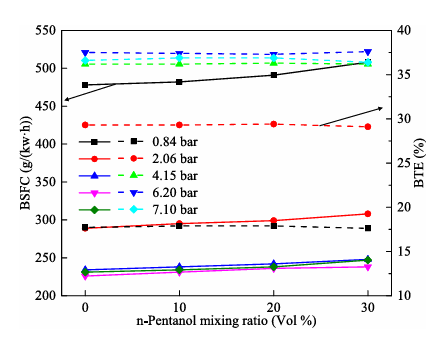 550
500
450
400
350
300
250
200
BSFC (g/(kw·h))
40
35
30
25
20
15
10
BTE (%)
0.84 bar
2.06 bar
4.15 bar
6.20 bar
7.10 bar
0 10 20 30
n-Pentanol mixing ratio (Vol %)